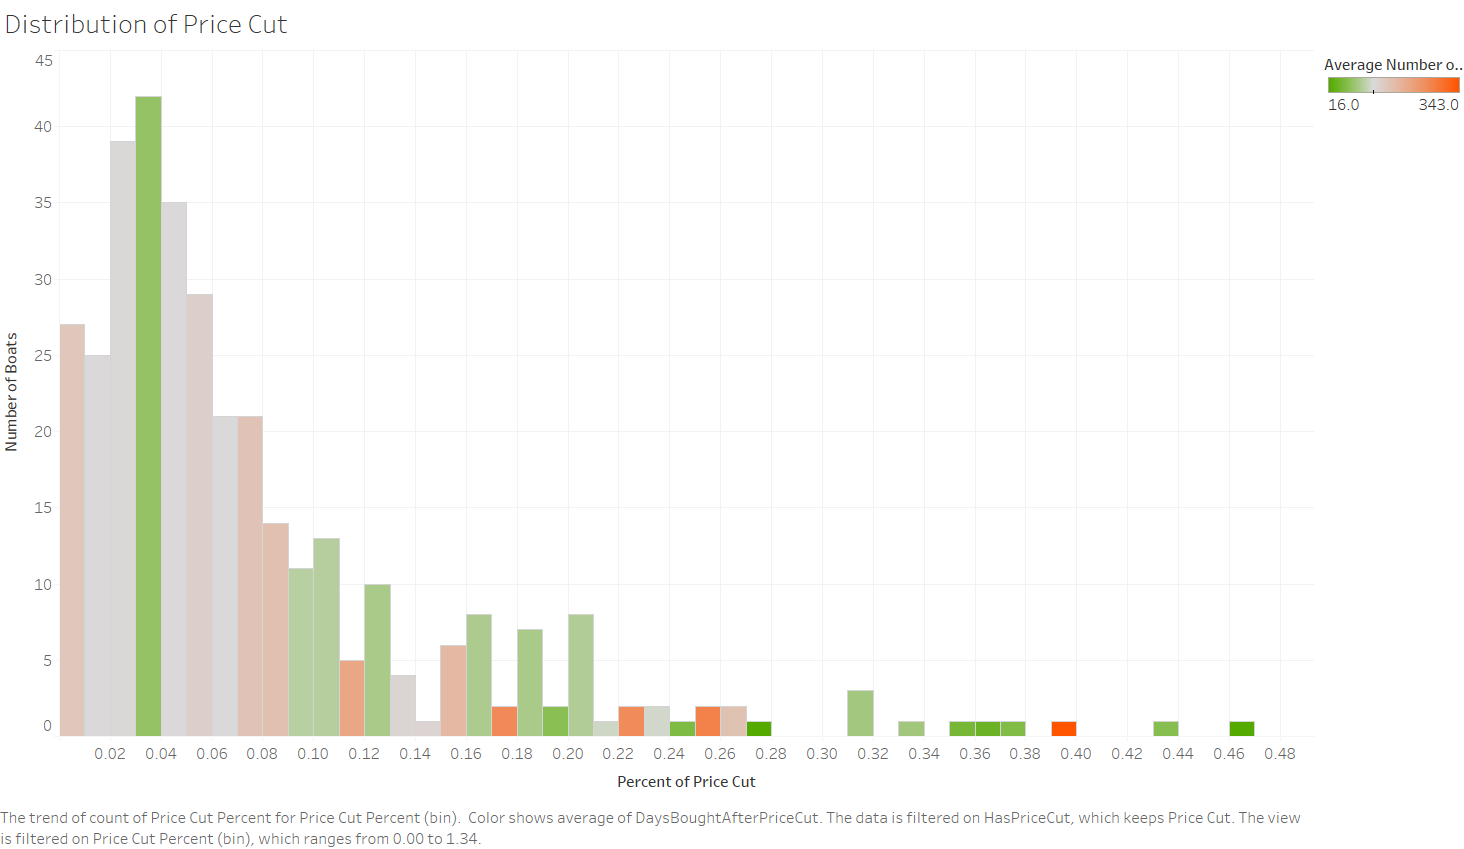 Distribution of Price Cut
Average Number o..
16.0 343.0
45
40
35
30
25
20
15
10
5
0
Number of Boats
0.02 0.04 0.06 0.08 0.10 0.12 0.14 0.16 0.18 0.20 0.22 0.24 0.26 0.28 0.30 0.32 0.34 0.36 0.38 0.40 0.42 0.44 0.46 0.48
Percent of Price Cut
The trend of count of Price Cut Percent for Price Cut Percent (bin).  Color shows average of DaysBoughtAfterPriceCut. The data is filtered on HasPriceCut, which keeps Price Cut. The view
is filtered on Price Cut Percent (bin), which ranges from 0.00 to 1.34.